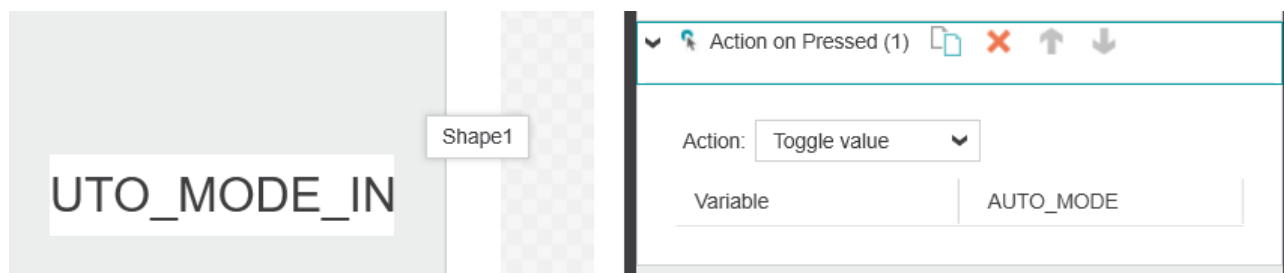 Shape1
UTO_MODE_IN
Action on Pressed (1)
Action: Toggle value
Variable AUTO_MODE